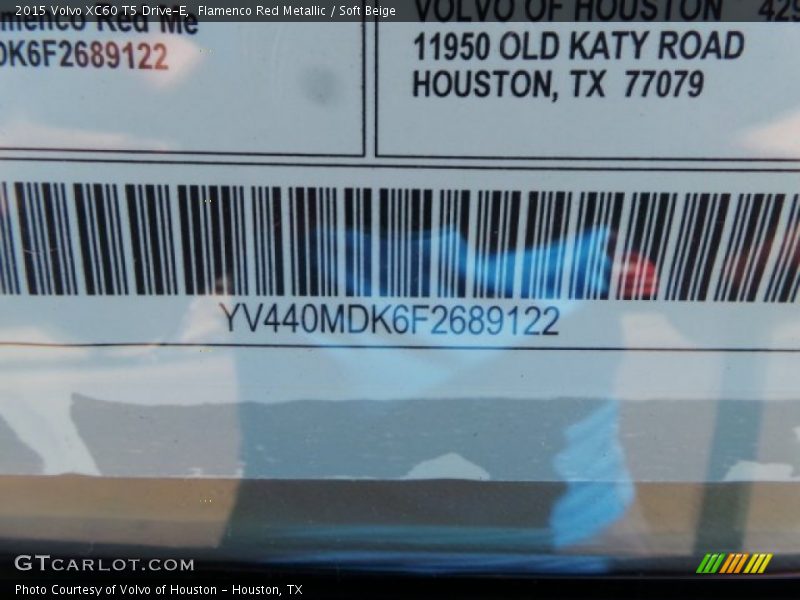 2015 Volvo XC60 T5 Drive-E, Flamenco Red Metallic / Soft Beige
VOLVO OF HOUSTON 429
amenco Red Me
DK6F2689122
11950 OLD KATY ROAD
HOUSTON, TX 77079
YV440MDK6F2689122
GTCARLOT.COM
Photo Courtesy of Volvo of Houston - Houston, TX